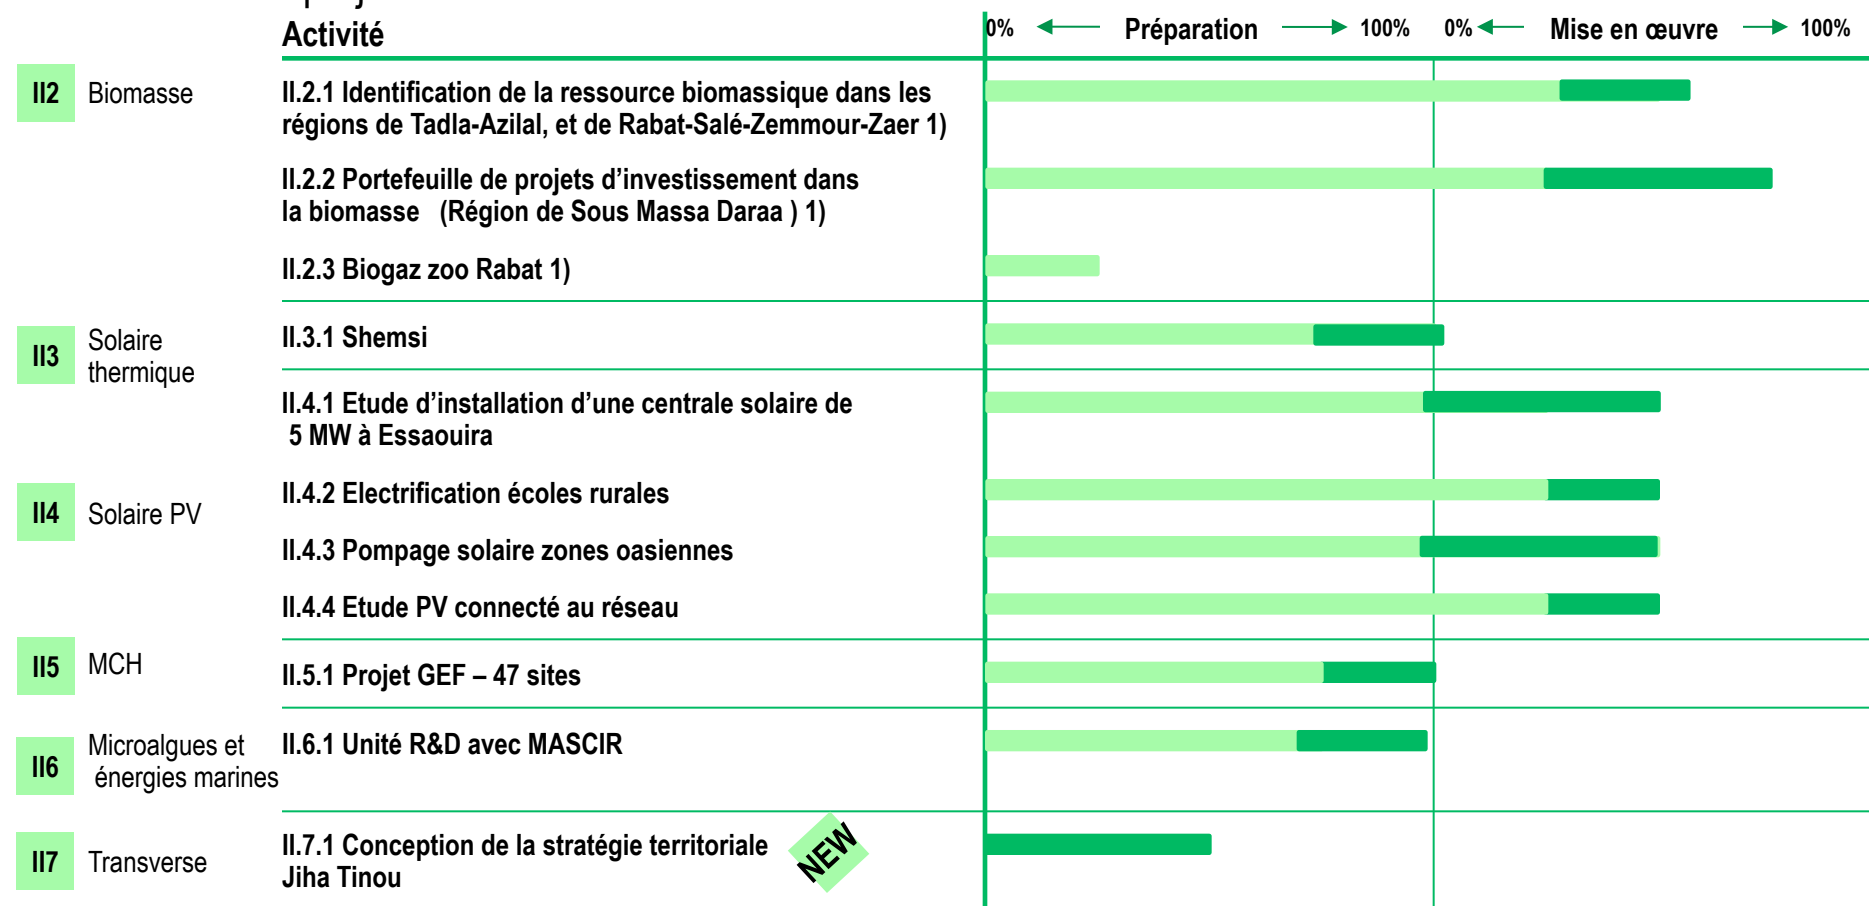 Activité
0% Préparation 100% 0% Mise en œuvre 100%
II2 Biomasse
II.2.1 Identification de la ressource biomassique dans les
régions de Tadla-Azilal, et de Rabat-Salé-Zemmour-Zaer 1)
II.2.2 Portefeuille de projets d’investissement dans
la biomasse (Région de Sous Massa Daraa ) 1)
II.2.3 Biogaz zoo Rabat 1)
II3 Solaire
thermique
II.3.1 Shemsi
II.4.1 Etude d’installation d’une centrale solaire de
5 MW à Essaouira
II4 Solaire PV
II.4.2 Electrification écoles rurales
II.4.3 Pompage solaire zones oasiennes
II.4.4 Etude PV connecté au réseau
II5 MCH
II.5.1 Projet GEF – 47 sites
II6 Microalgues et
énergies marines
II.6.1 Unité R&D avec MASCIR
II7 Transverse
II.7.1 Conception de la stratégie territoriale
Jiha Tinou
NEW